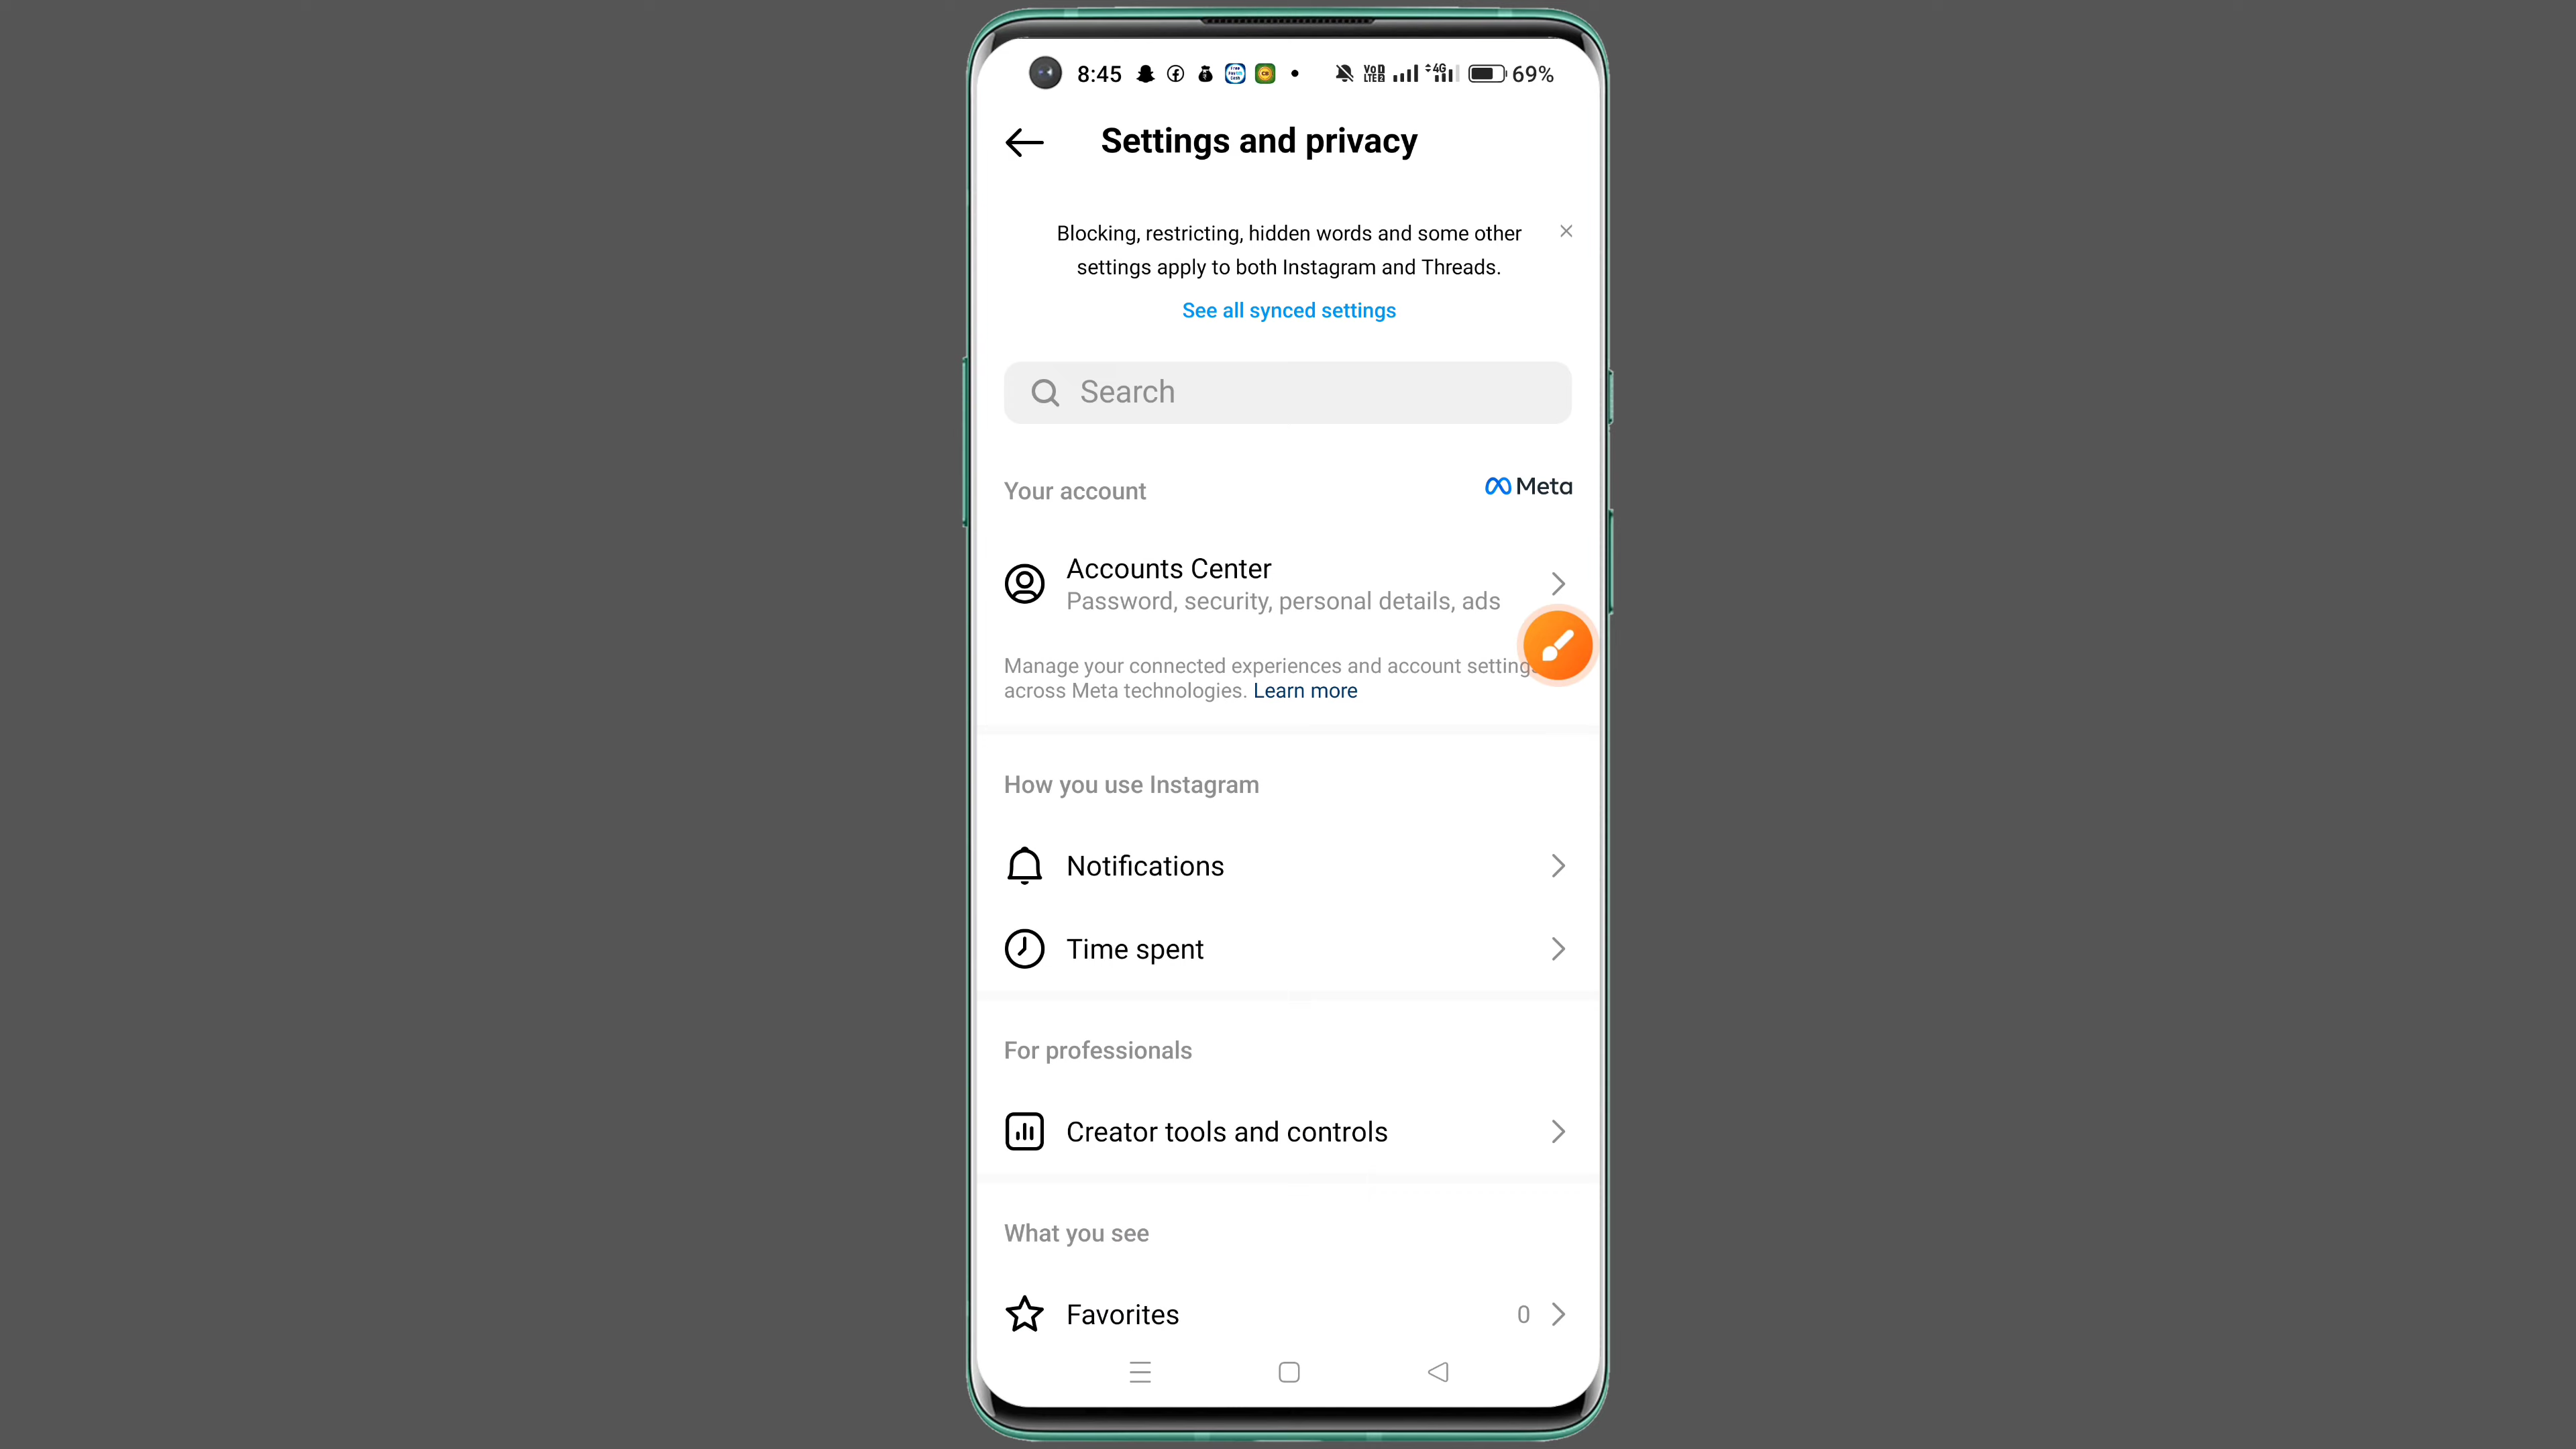 8:45 69%
Settings and privacy
Blocking, restricting, hidden words and some other
settings apply to both Instagram and Threads.
See all synced settings
Search
Your account
Meta
Accounts Center
Password, security, personal details, ads
Manage your connected experiences and account settings
across Meta technologies. Learn more
How you use Instagram
Notifications
Time spent
For professionals
Creator tools and controls
What you see
Favorites
0